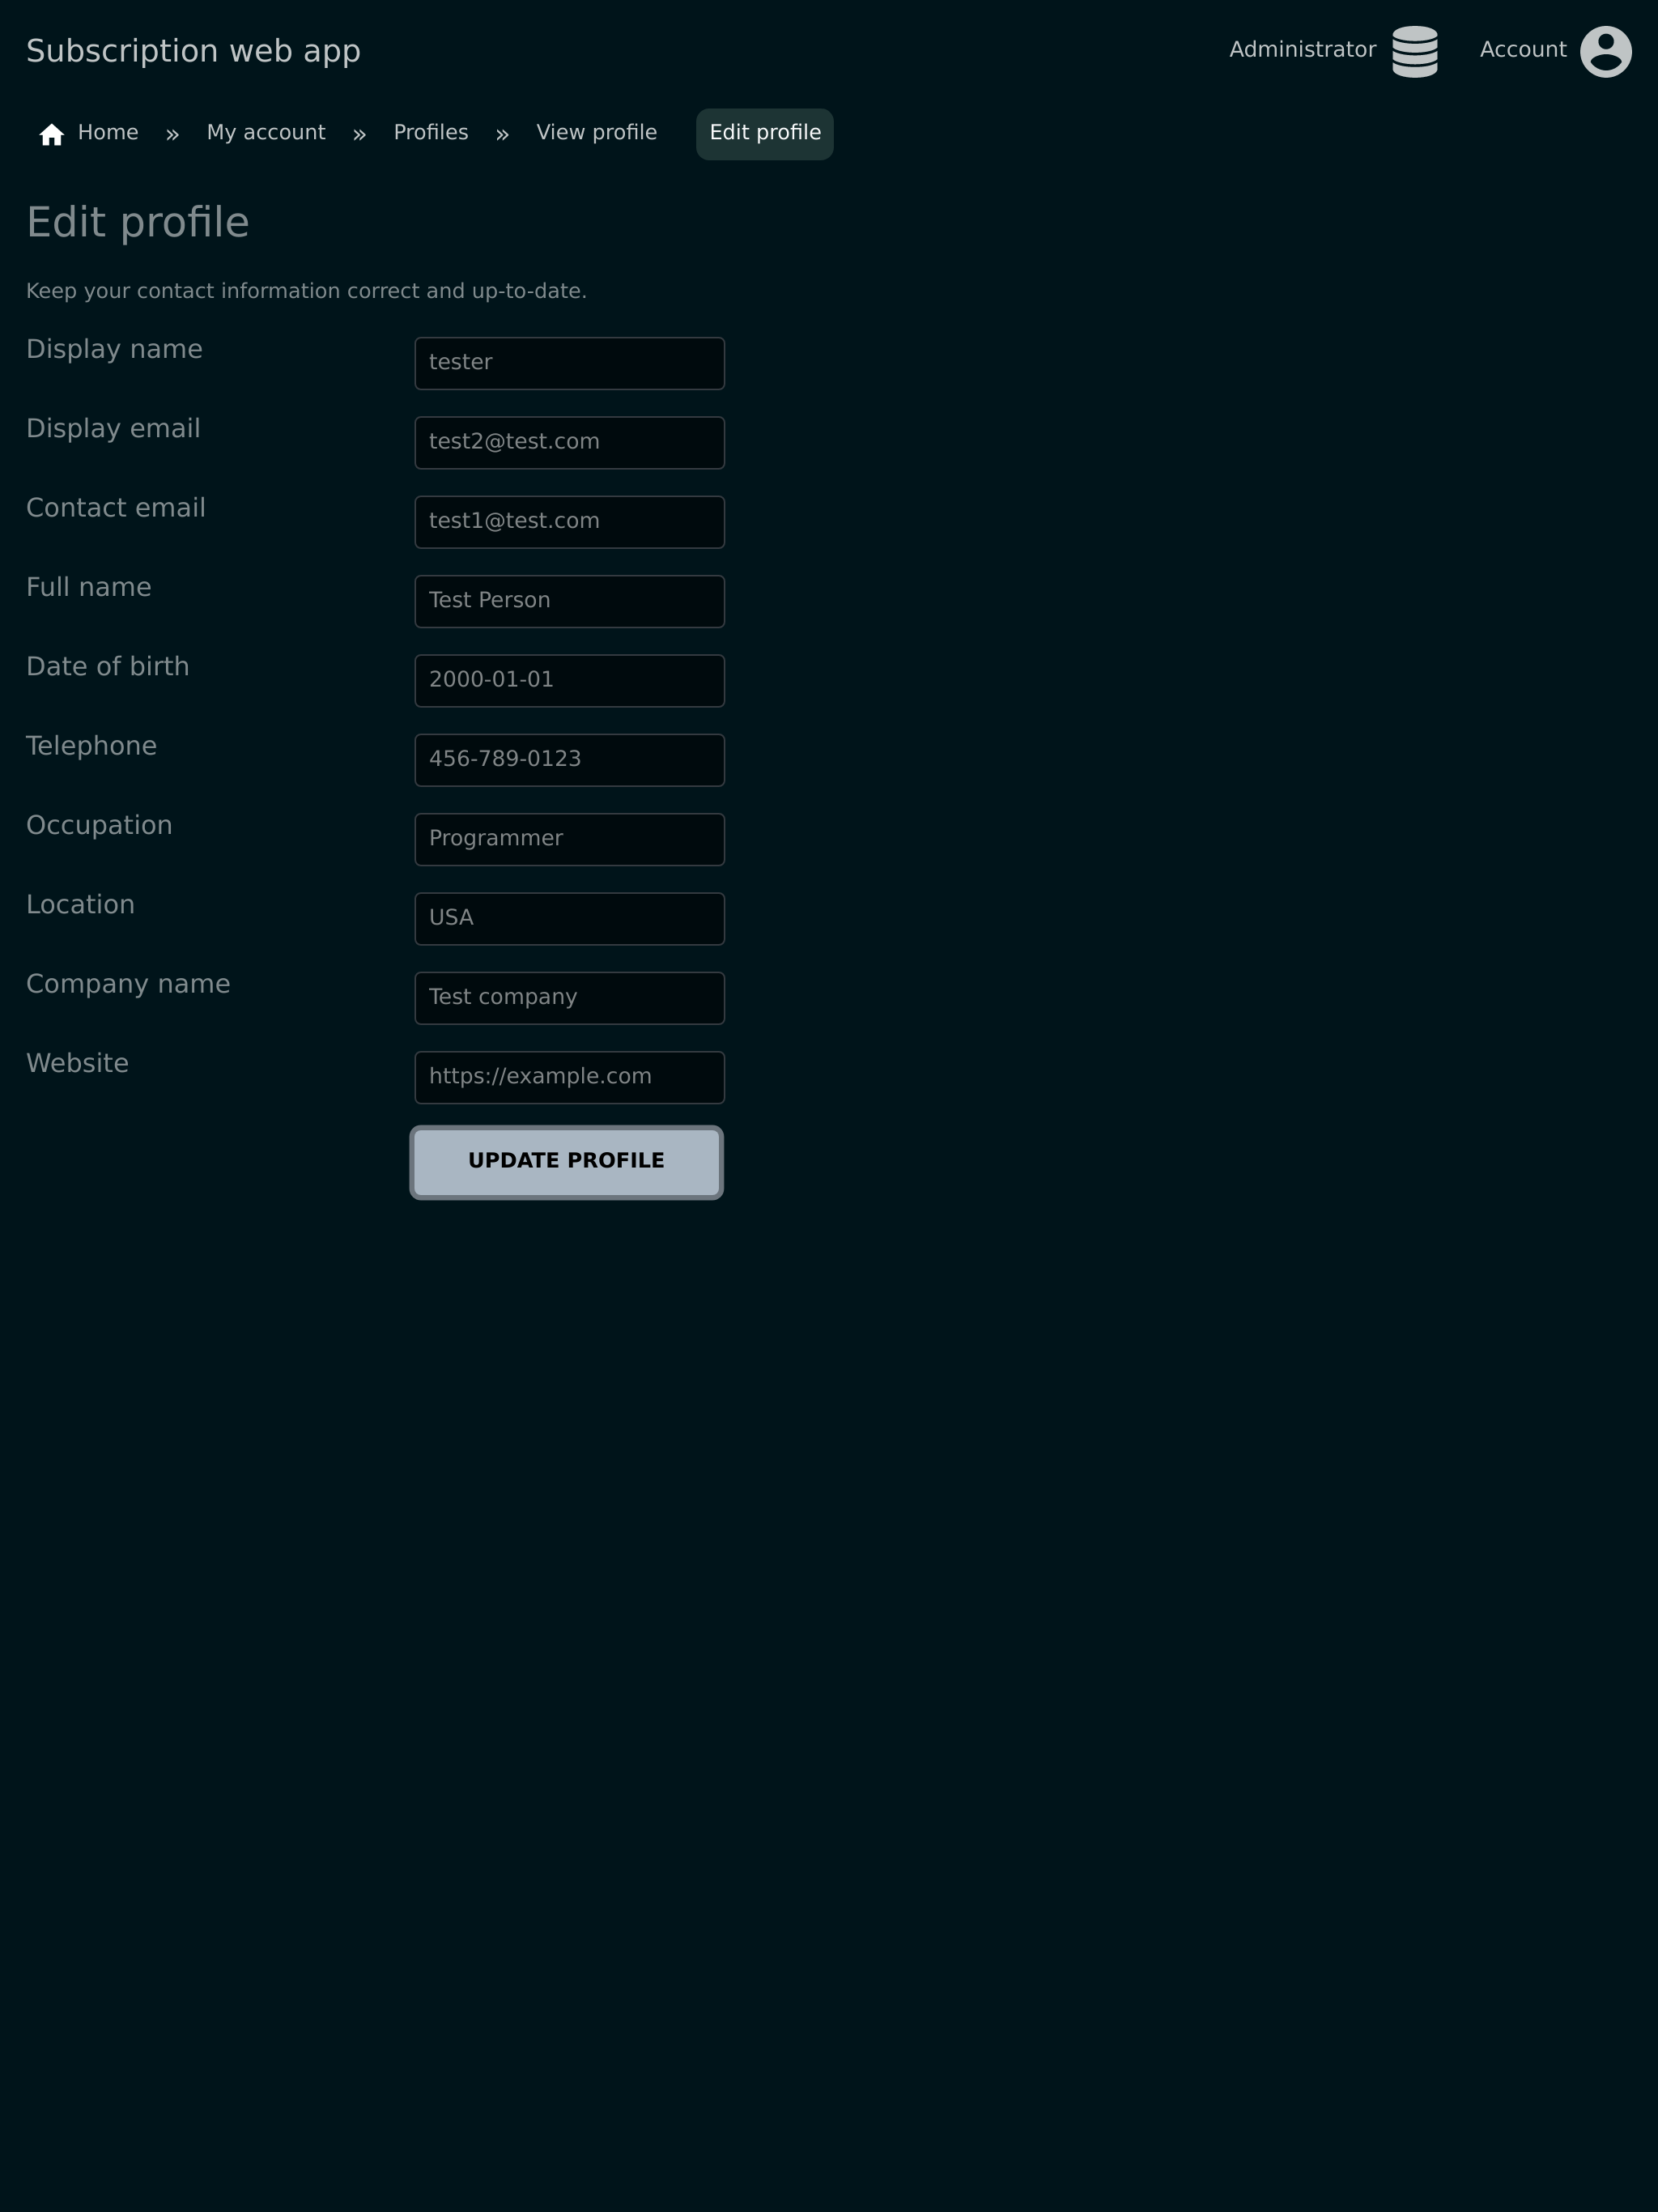 Subscription web app Administrator Account
Home » My account » Profiles » View profile Edit profile
Edit profile
Keep your contact information correct and up-to-date.
Display name tester
Display email test2@test.com
Contact email test1@test.com
Full name Test Person
Date of birth 2000-01-01
Telephone 456-789-0123
Occupation Programmer
Location USA
Company name Test company
Website https://example.com
UPDATE PROFILE